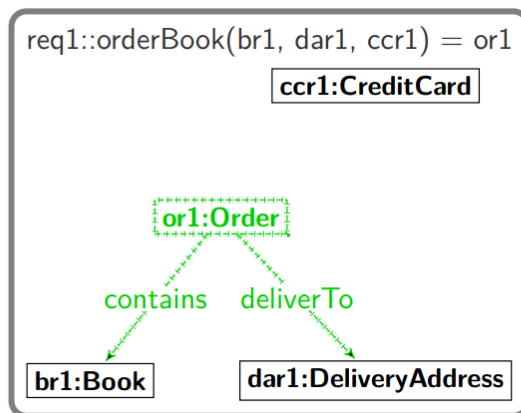 req1::orderBook(br1, dar1, ccr1) = or1
ccr1:CreditCard
or1:Order
contains deliverTo
br1:Book dar1:DeliveryAddress